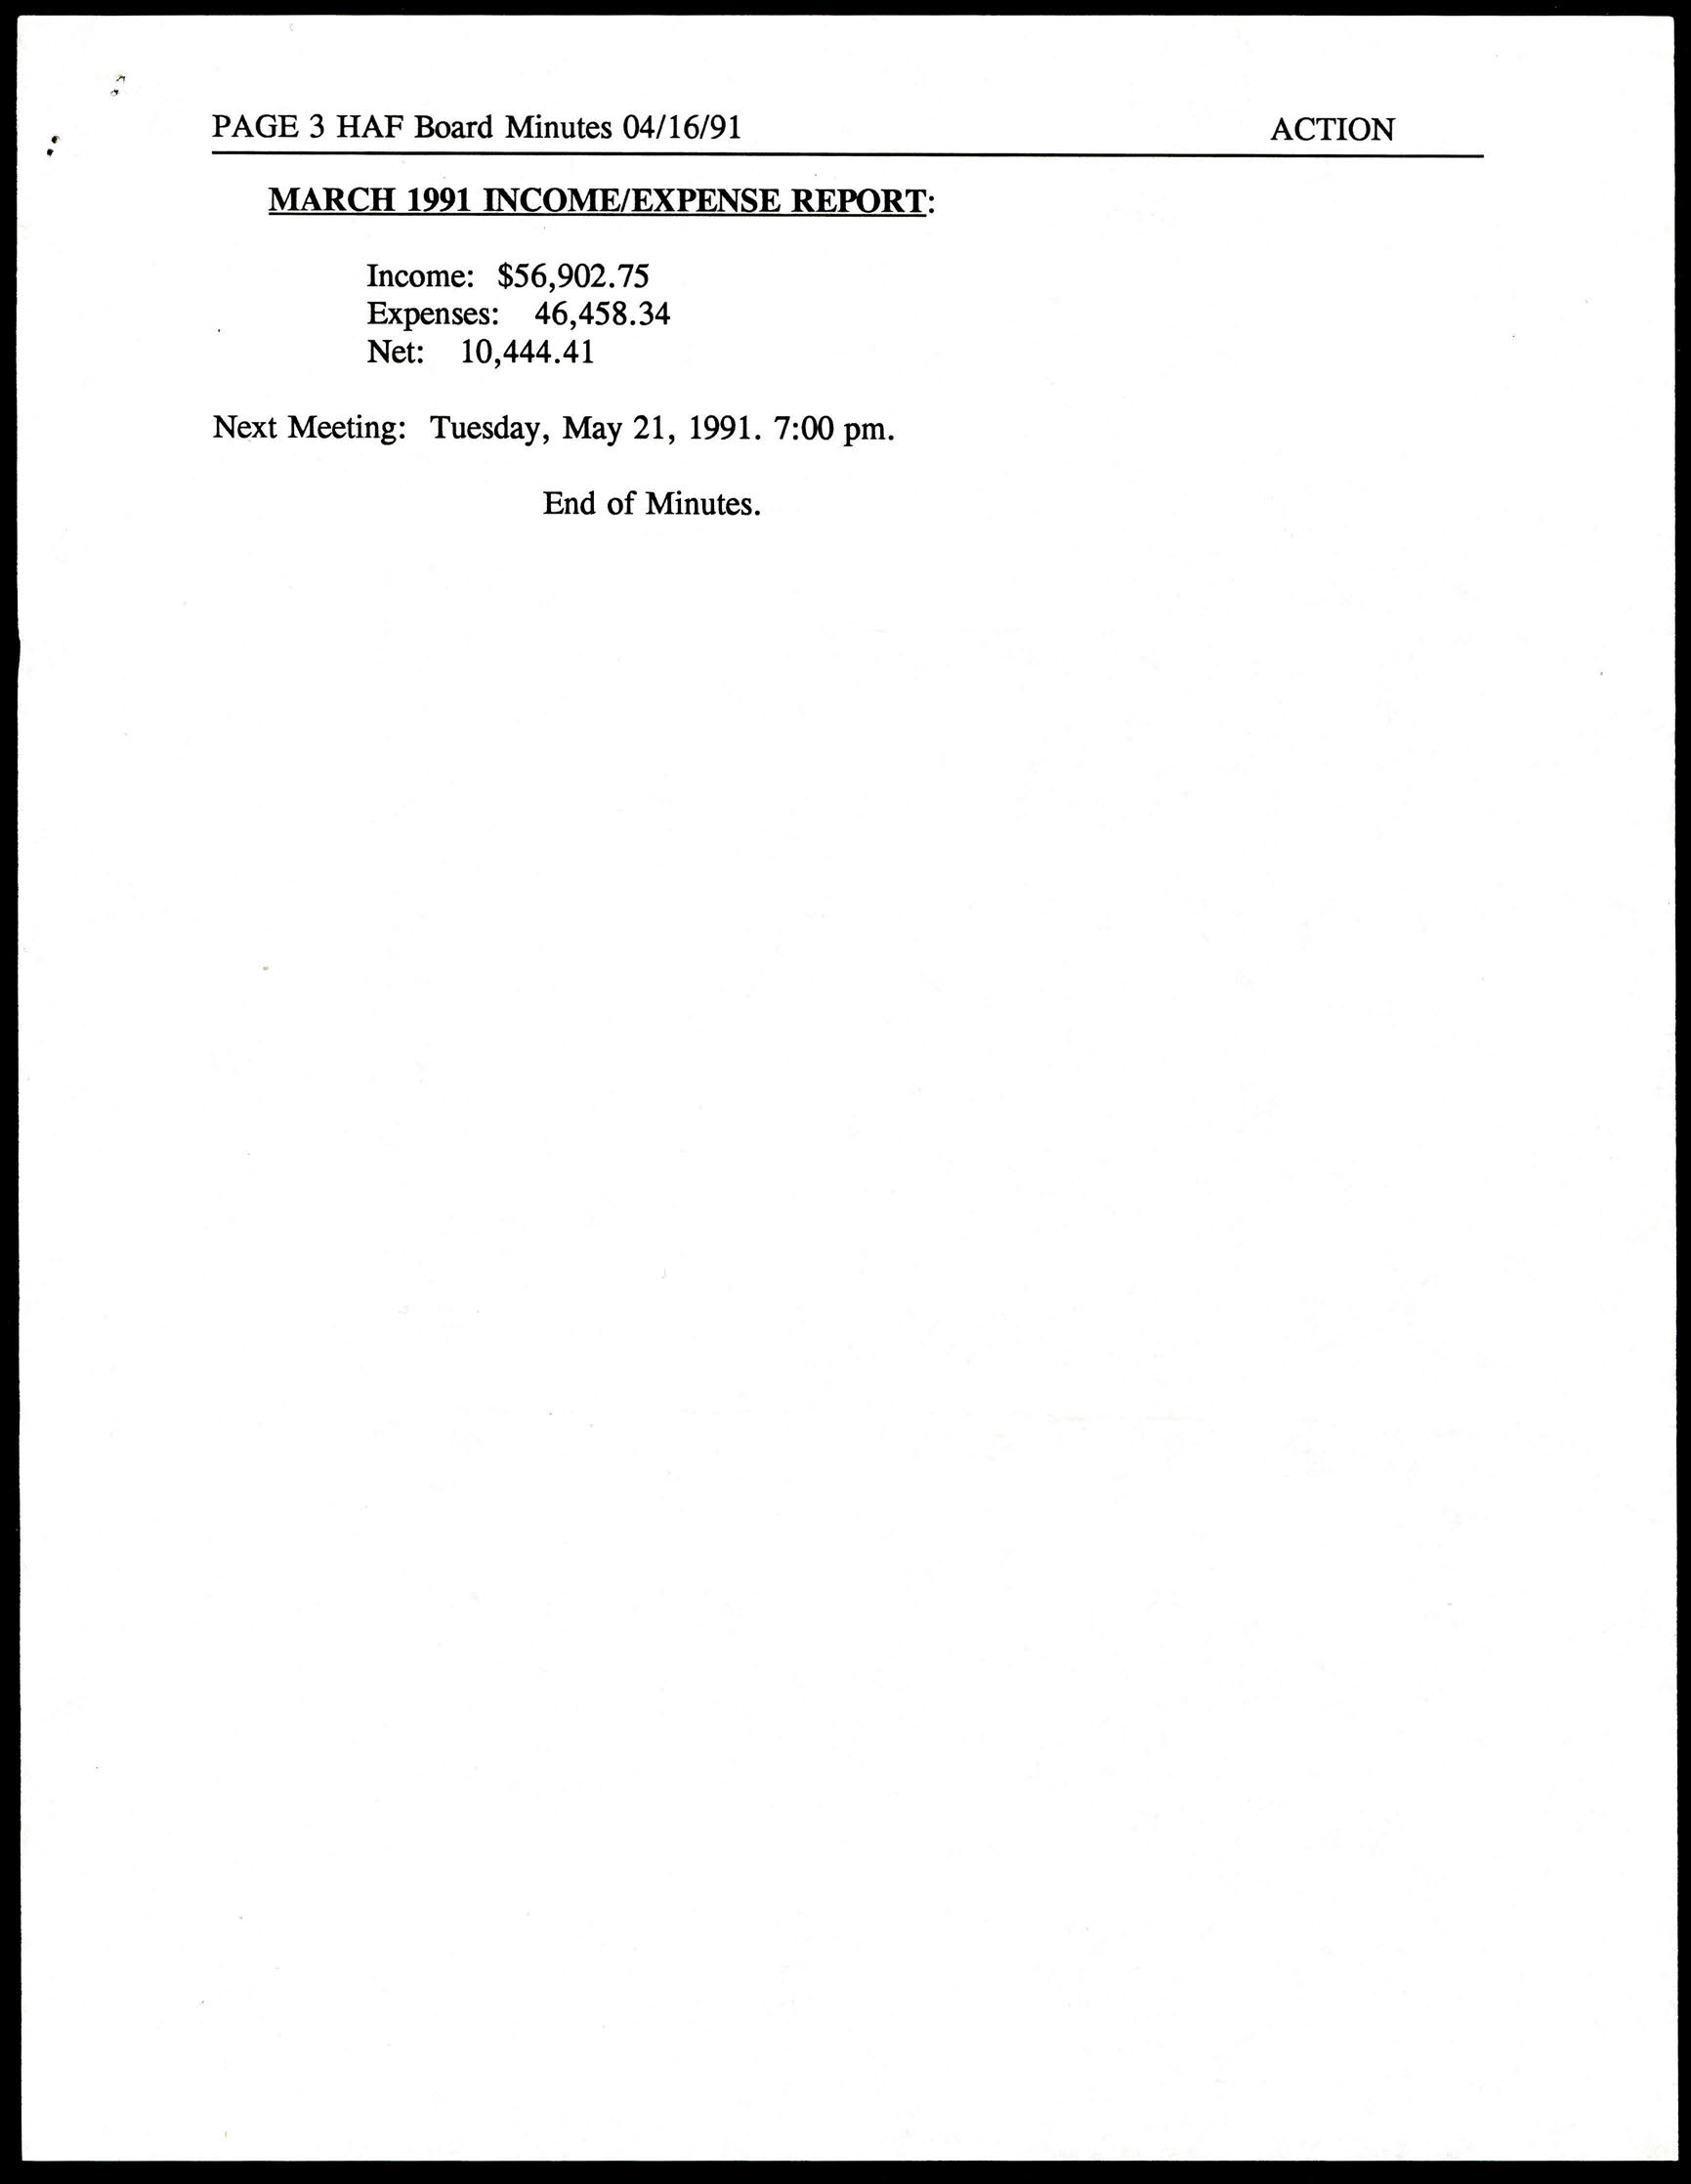 PAGE 3 HAF Board Minutes 04/16/91 ACTION
MARCH 1991 INCOME/EXPENSE REPORT:
Income: $56,902.75
Expenses: 46,458.34
Net: 10,444.41
Next Meeting: Tuesday, May 21, 1991. 7:00 pm.
End of Minutes.